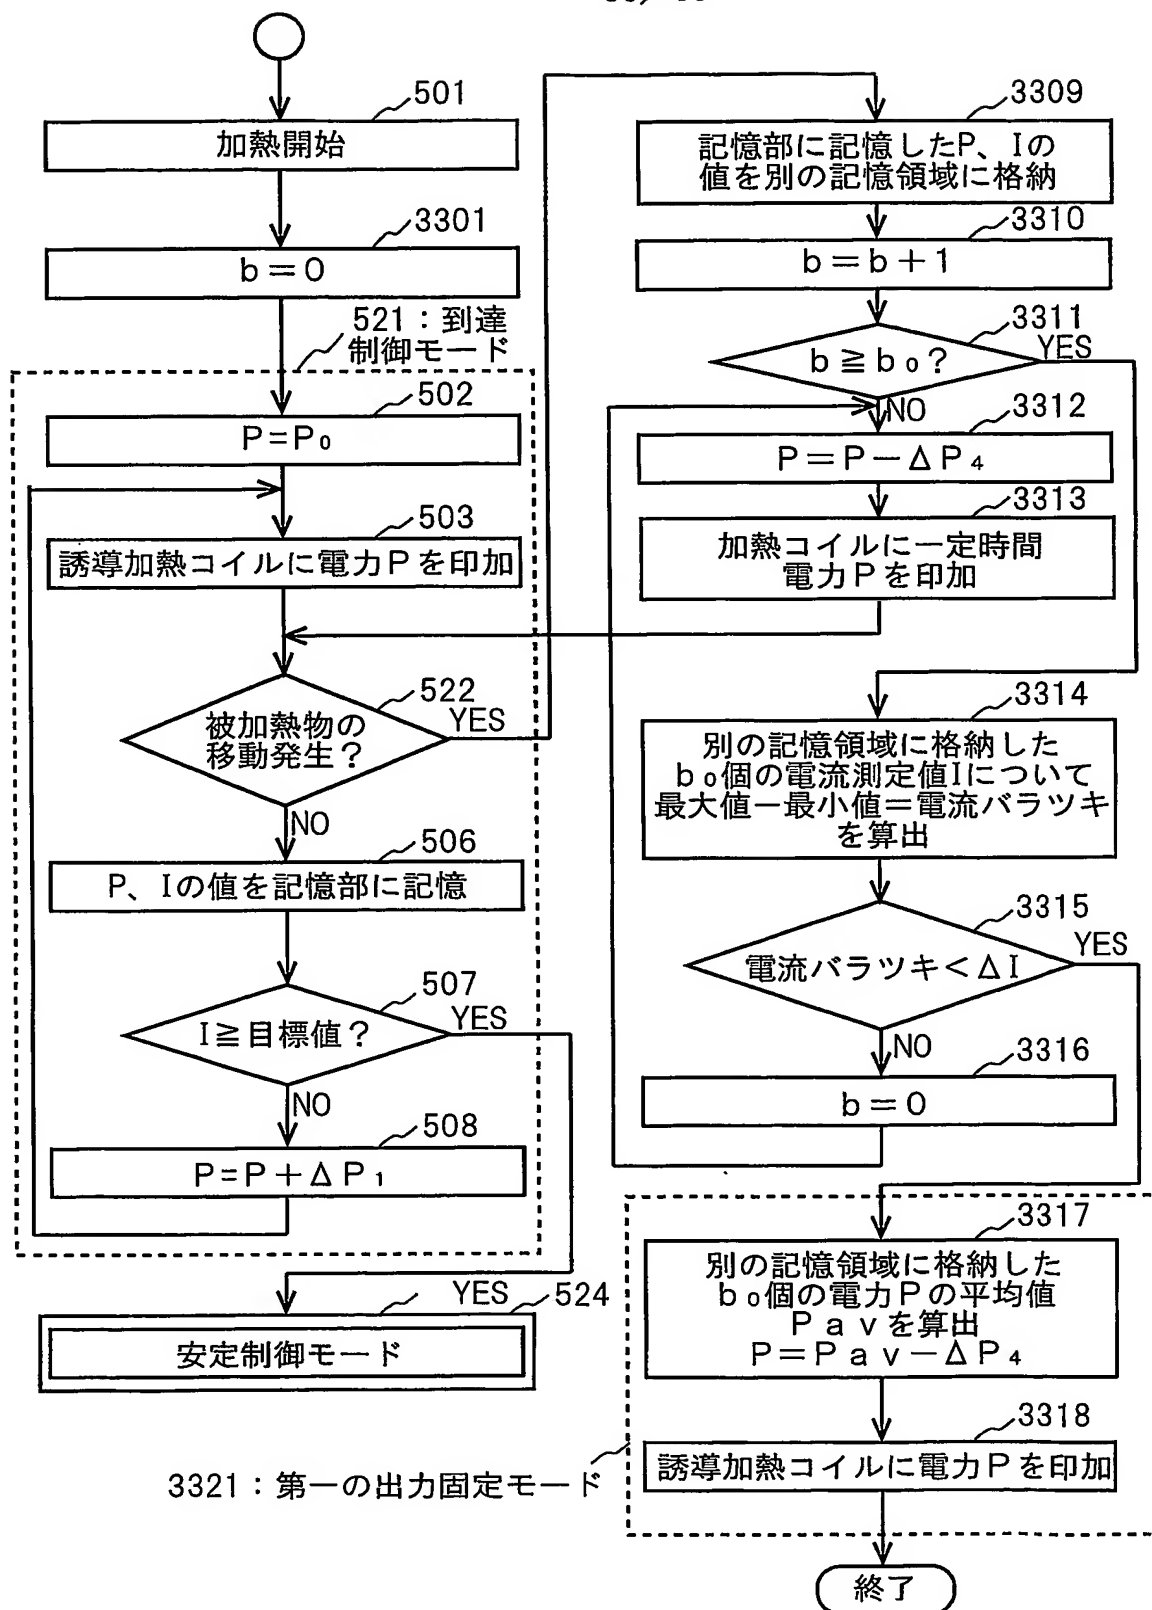 501
加熱開始
3301
b=0
521:到達
制御モード
502
P=P₀
503
誘導加熱コイルに電力Pを印加
522
被加熱物の
移動発生?
YES
NO
506
P、Iの値を記憶部に記憶
507
I≧目標値?
YES
NO
508
P=P+ΔP₁
YES
524
安定制御モード
3309
記憶部に記憶したP、Iの
値を別の記憶領域に格納
3310
b=b+1
3311
b≧b₀?
YES
NO
3312
P=P-ΔP₄
3313
加熱コイルに一定時間
電力Pを印加
3314
別の記憶領域に格納した
b₀個の電流測定値Iについて
最大値-最小値=電流バラツキ
を算出
3315
電流バラツキ<ΔI
YES
NO
3316
b=0
3317
別の記憶領域に格納した
b₀個の電力Pの平均値
Pavを算出
P=Pav-ΔP₄
3318
誘導加熱コイルに電力Pを印加
3321:第一の出力固定モード
終了